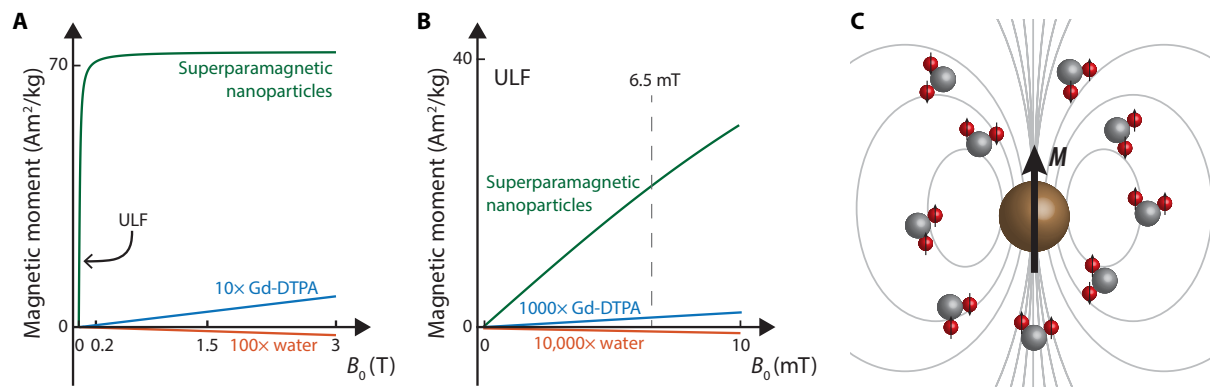 A
Magnetic moment (Am²/kg)
70
Superparamagnetic
nanoparticles
ULF
10× Gd-DTPA
0
100× water
0 0.2 1.5 3
B₀ (T)
B
Magnetic moment (Am²/kg)
40
ULF
6.5 mT
Superparamagnetic
nanoparticles
1000× Gd-DTPA
0
10,000× water
0 10
B₀ (mT)
C
M